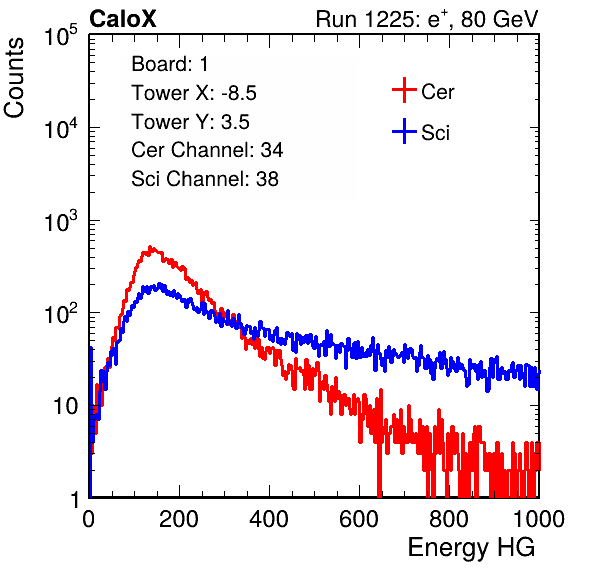 CaloX Run 1225: e⁺, 80 GeV
Counts
10⁵
10⁴
10³
10²
10
1
Board: 1
Tower X: -8.5
Tower Y: 3.5
Cer Channel: 34
Sci Channel: 38
Cer
Sci
0 200 400 600 800 1000
Energy HG